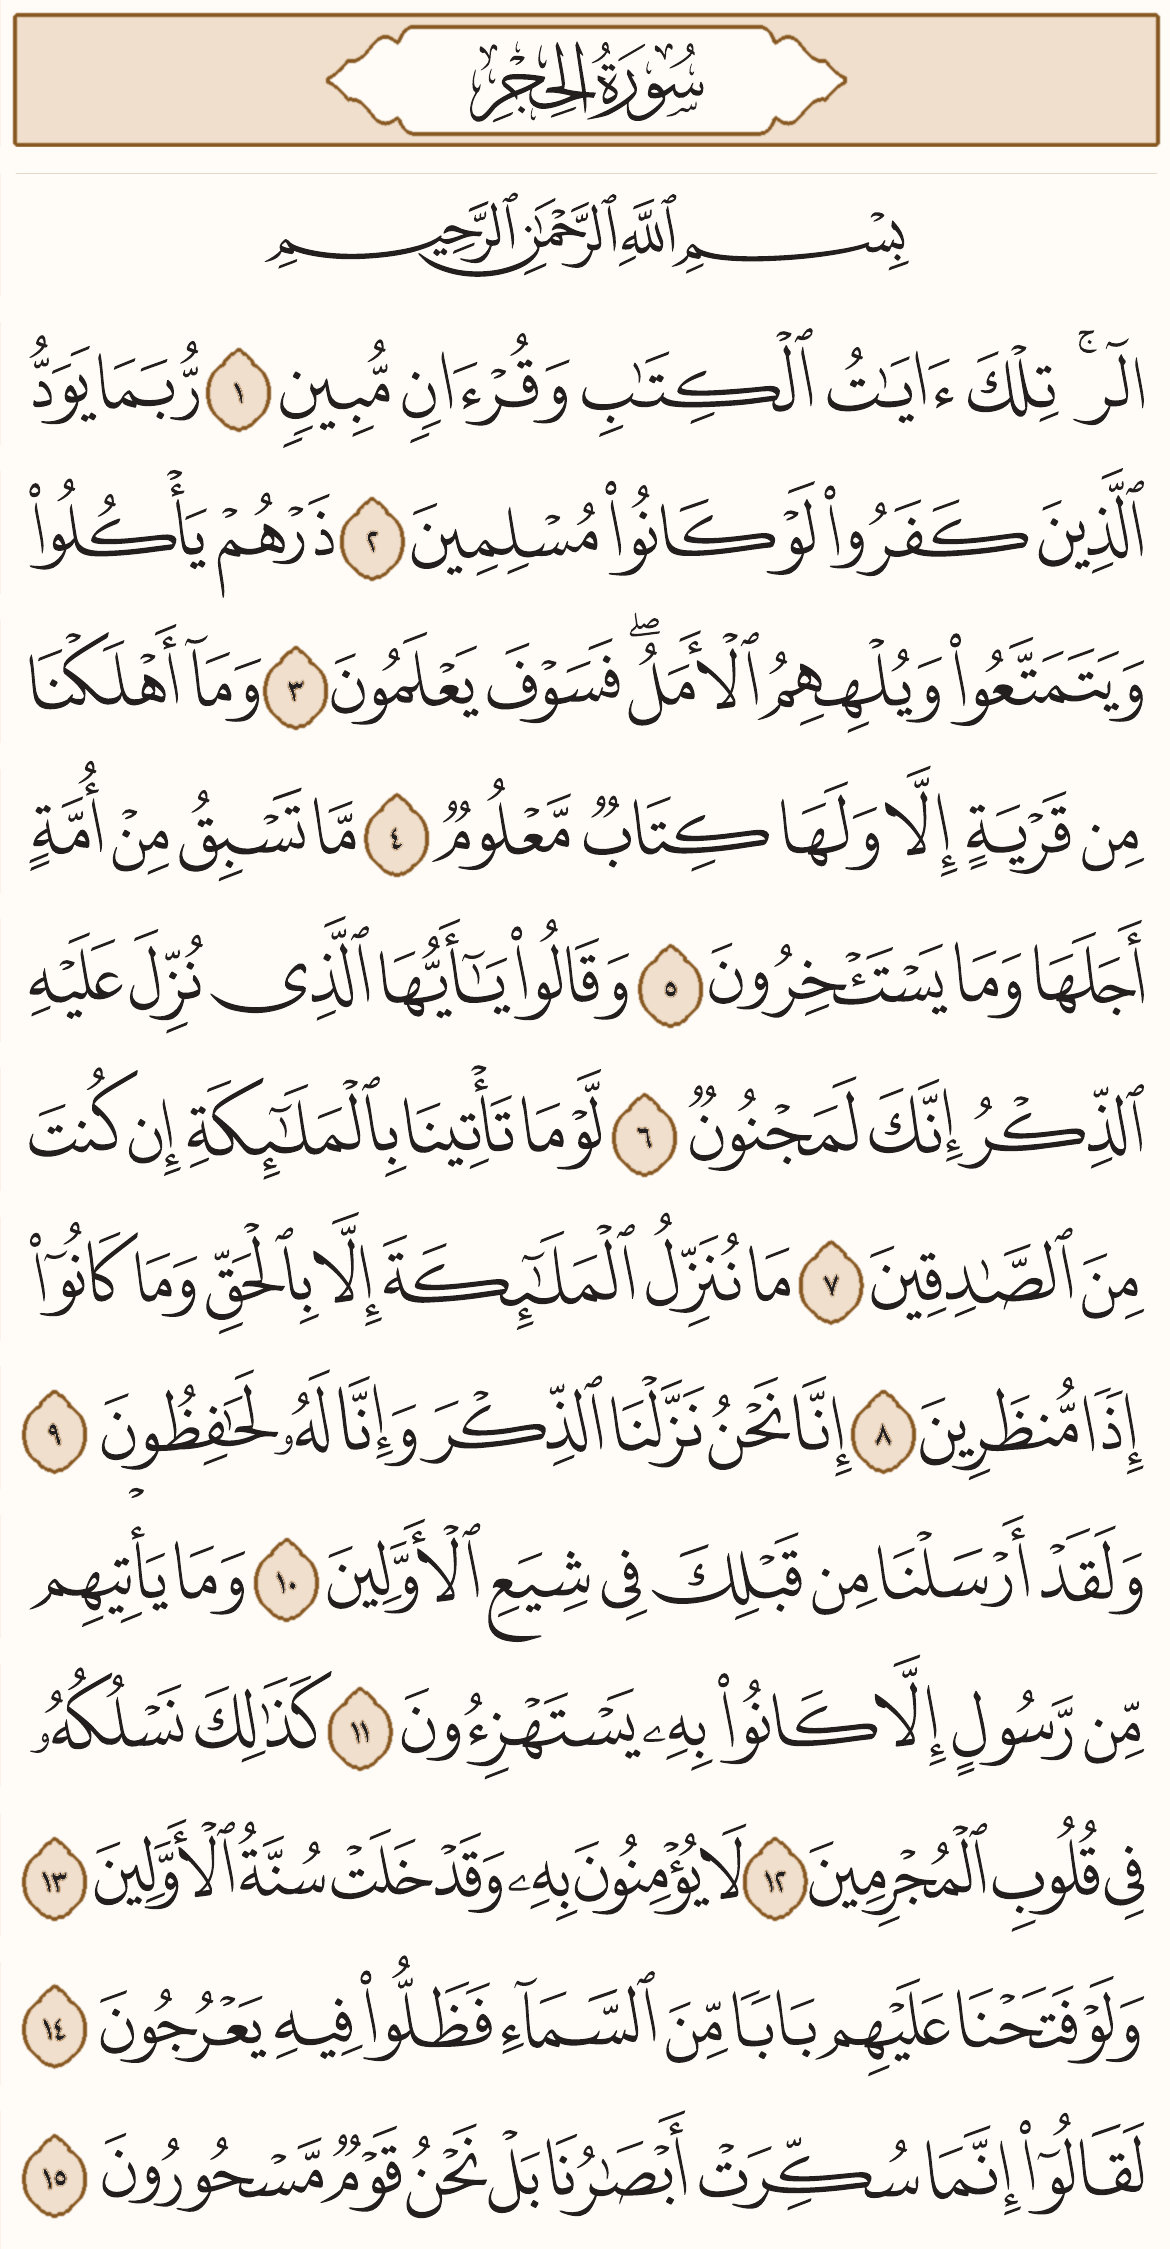 سُورَةُ الحِجْرِ
بِسْمِ ٱللَّهِ ٱلرَّحْمَٰنِ ٱلرَّحِيمِ
الٓرۚ تِلْكَ ءَايَٰتُ ٱلْكِتَٰبِ وَقُرْءَانٍ مُّبِينٍ ١ رُّبَمَا يَوَدُّ
ٱلَّذِينَ كَفَرُوا۟ لَوْ كَانُوا۟ مُسْلِمِينَ ٢ ذَرْهُمْ يَأْكُلُوا۟
وَيَتَمَتَّعُوا۟ وَيُلْهِهِمُ ٱلْأَمَلُۖ فَسَوْفَ يَعْلَمُونَ ٣ وَمَآ أَهْلَكْنَا
مِن قَرْيَةٍ إِلَّا وَلَهَا كِتَابٌ مَّعْلُومٌ ٤ مَّا تَسْبِقُ مِنْ أُمَّةٍ
أَجَلَهَا وَمَا يَسْتَـْٔخِرُونَ ٥ وَقَالُوا۟ يَٰٓأَيُّهَا ٱلَّذِى نُزِّلَ عَلَيْهِ
ٱلذِّكْرُ إِنَّكَ لَمَجْنُونٌ ٦ لَّوْ مَا تَأْتِينَا بِٱلْمَلَٰٓئِكَةِ إِن كُنتَ
مِنَ ٱلصَّٰدِقِينَ ٧ مَا نُنَزِّلُ ٱلْمَلَٰٓئِكَةَ إِلَّا بِٱلْحَقِّ وَمَا كَانُوٓا۟
إِذًا مُّنظَرِينَ ٨ إِنَّا نَحْنُ نَزَّلْنَا ٱلذِّكْرَ وَإِنَّا لَهُۥ لَحَٰفِظُونَ ٩
وَلَقَدْ أَرْسَلْنَا مِن قَبْلِكَ فِى شِيَعِ ٱلْأَوَّلِينَ ١٠ وَمَا يَأْتِيهِم
مِّن رَّسُولٍ إِلَّا كَانُوا۟ بِهِۦ يَسْتَهْزِءُونَ ١١ كَذَٰلِكَ نَسْلُكُهُۥ
فِى قُلُوبِ ٱلْمُجْرِمِينَ ١٢ لَا يُؤْمِنُونَ بِهِۦ وَقَدْ خَلَتْ سُنَّةُ ٱلْأَوَّلِينَ ١٣
وَلَوْ فَتَحْنَا عَلَيْهِم بَابًا مِّنَ ٱلسَّمَآءِ فَظَلُّوا۟ فِيهِ يَعْرُجُونَ ١٤
لَقَالُوٓا۟ إِنَّمَا سُكِّرَتْ أَبْصَٰرُنَا بَلْ نَحْنُ قَوْمٌ مَّسْحُورُونَ ١٥